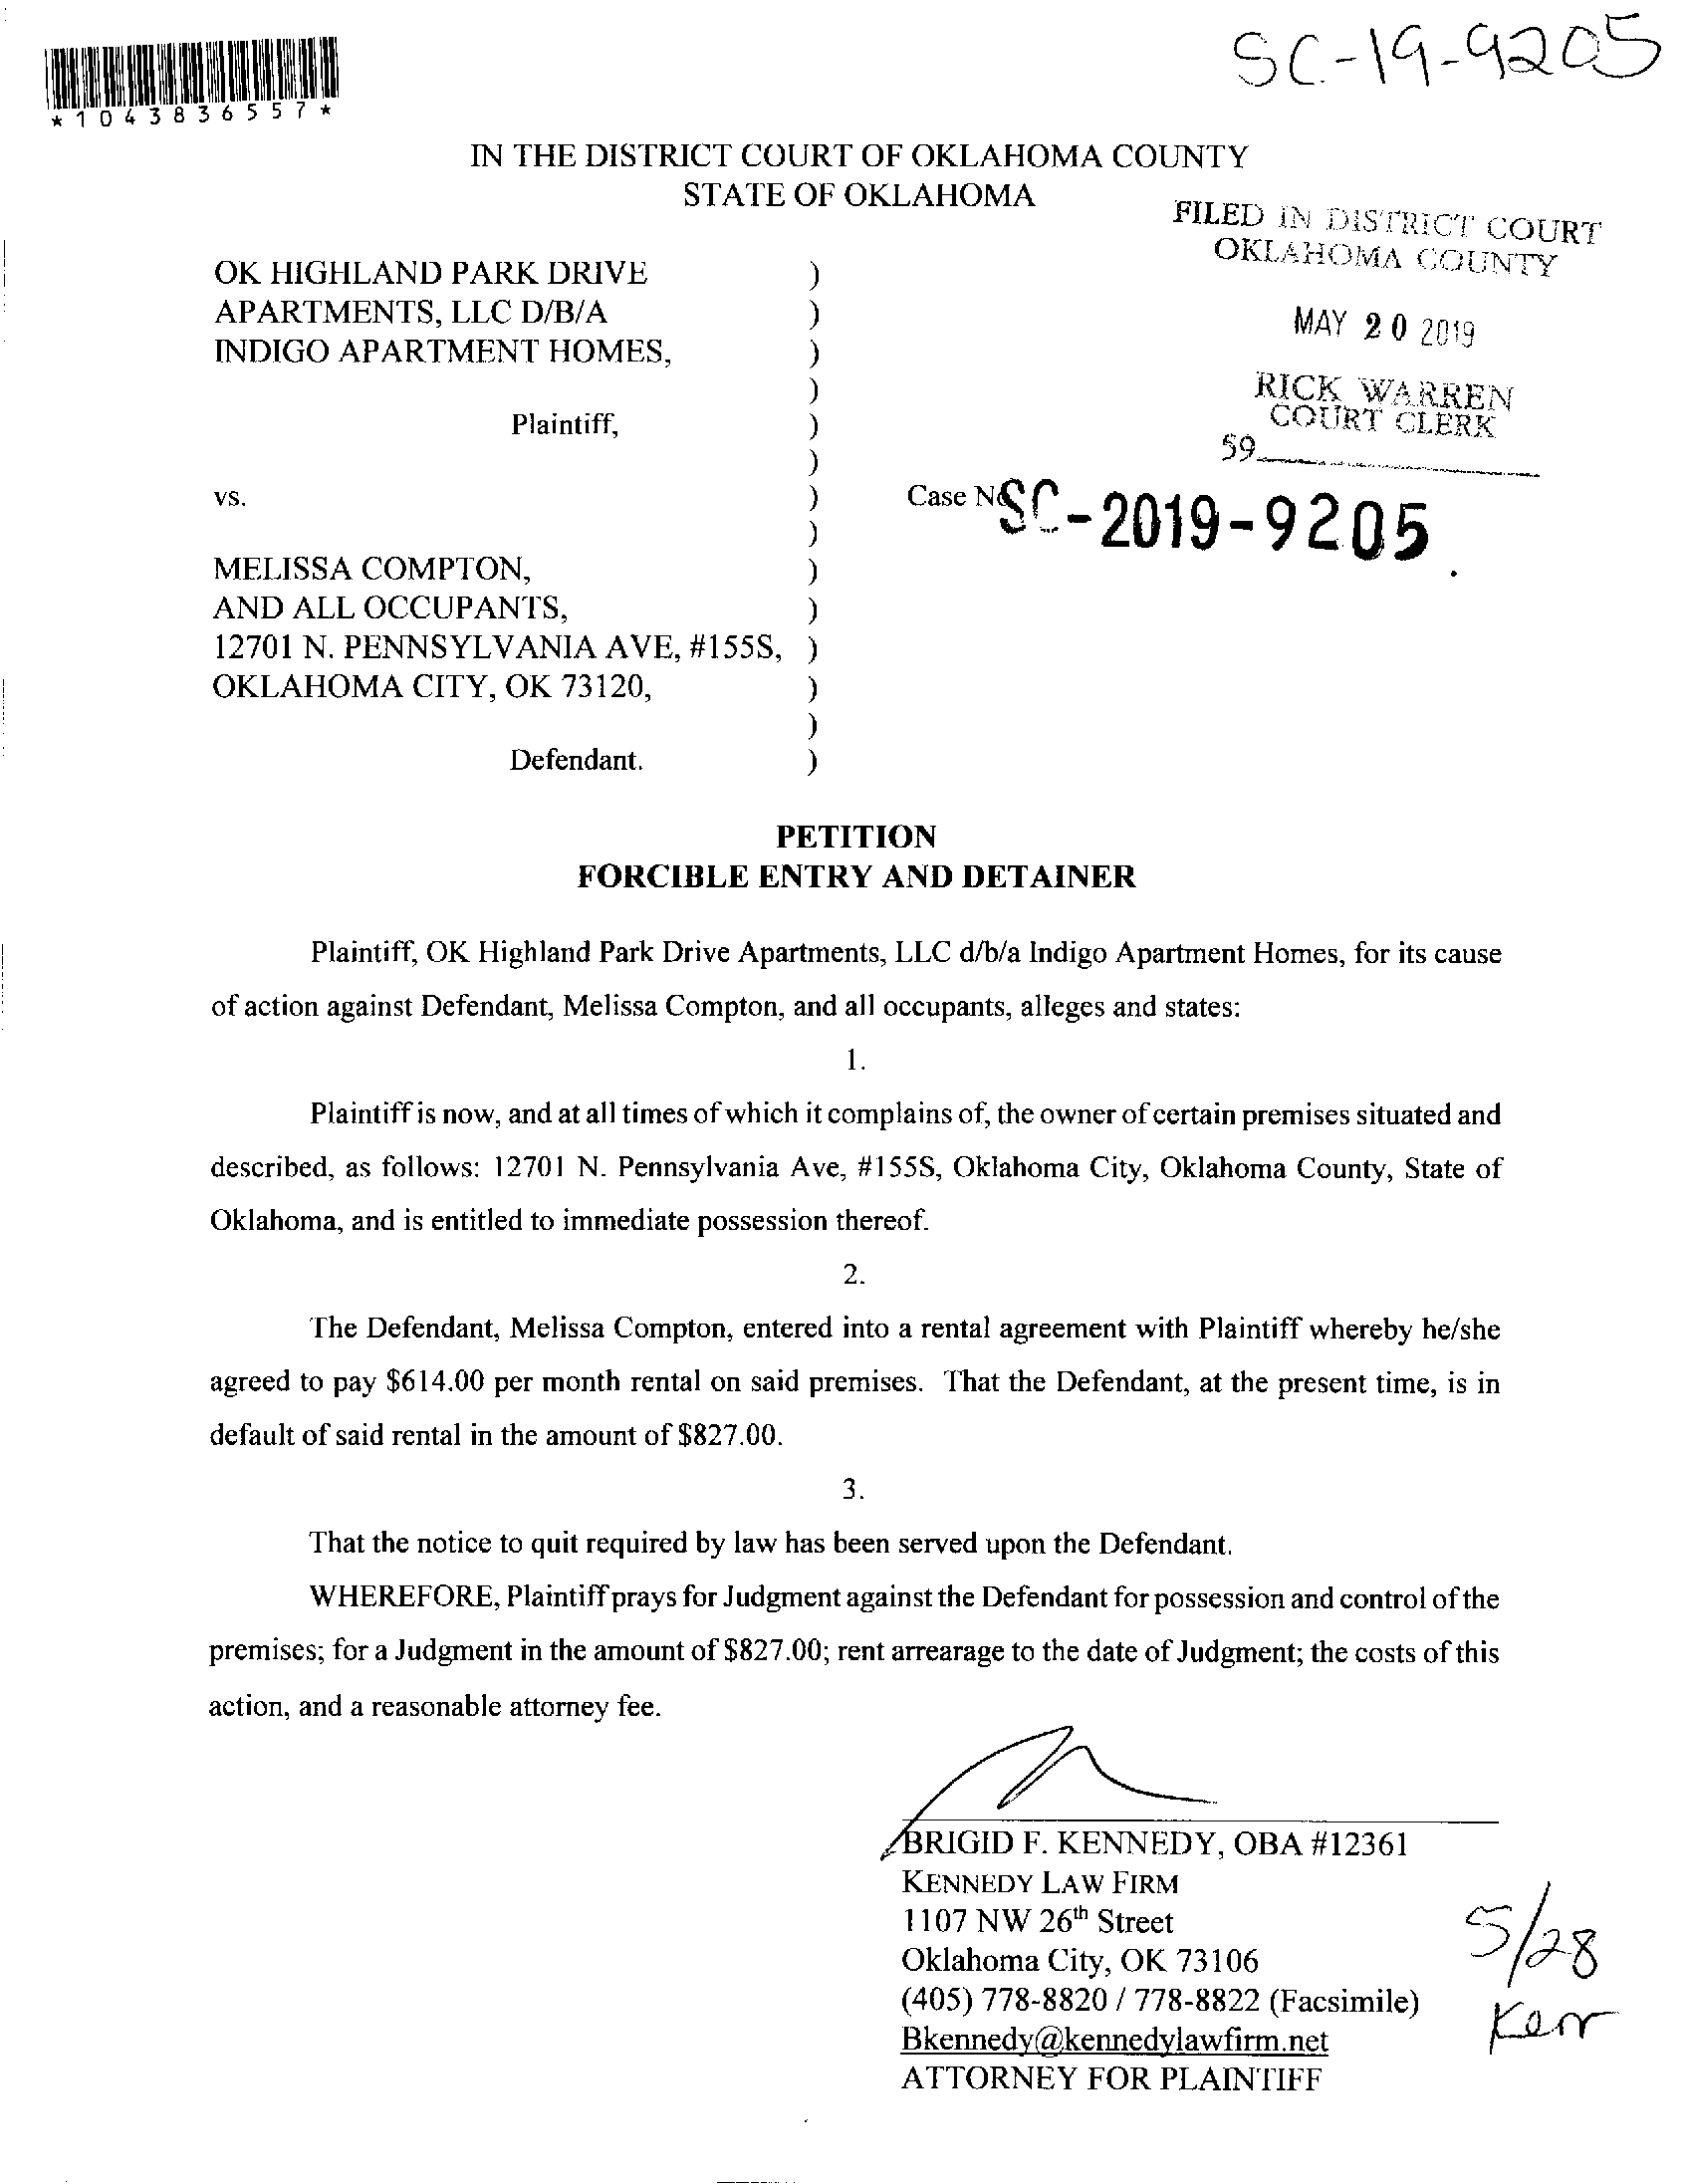 SC-19-9205
*1043836557*
IN THE DISTRICT COURT OF OKLAHOMA COUNTY
STATE OF OKLAHOMA
FILED IN DISTRICT COURT
OKLAHOMA COUNTY
MAY 20 2019
RICK WARREN
COURT CLERK
59
OK HIGHLAND PARK DRIVE )
APARTMENTS, LLC D/B/A )
INDIGO APARTMENT HOMES, )
)
Plaintiff, )
)
vs. ) Case No SC-2019-9205.
)
MELISSA COMPTON, )
AND ALL OCCUPANTS, )
12701 N. PENNSYLVANIA AVE, #155S, )
OKLAHOMA CITY, OK 73120, )
)
Defendant. )
PETITION
FORCIBLE ENTRY AND DETAINER
Plaintiff, OK Highland Park Drive Apartments, LLC d/b/a Indigo Apartment Homes, for its cause
of action against Defendant, Melissa Compton, and all occupants, alleges and states:
1.
Plaintiff is now, and at all times of which it complains of, the owner of certain premises situated and
described, as follows: 12701 N. Pennsylvania Ave, #155S, Oklahoma City, Oklahoma County, State of
Oklahoma, and is entitled to immediate possession thereof.
2.
The Defendant, Melissa Compton, entered into a rental agreement with Plaintiff whereby he/she
agreed to pay $614.00 per month rental on said premises. That the Defendant, at the present time, is in
default of said rental in the amount of $827.00.
3.
That the notice to quit required by law has been served upon the Defendant.
WHEREFORE, Plaintiff prays for Judgment against the Defendant for possession and control of the
premises; for a Judgment in the amount of $827.00; rent arrearage to the date of Judgment; the costs of this
action, and a reasonable attorney fee.
BRIGID F. KENNEDY, OBA #12361
KENNEDY LAW FIRM
1107 NW 26th Street
Oklahoma City, OK 73106
(405) 778-8820 / 778-8822 (Facsimile)
Bkennedy@kennedylawfirm.net
ATTORNEY FOR PLAINTIFF
5/28
Kerr